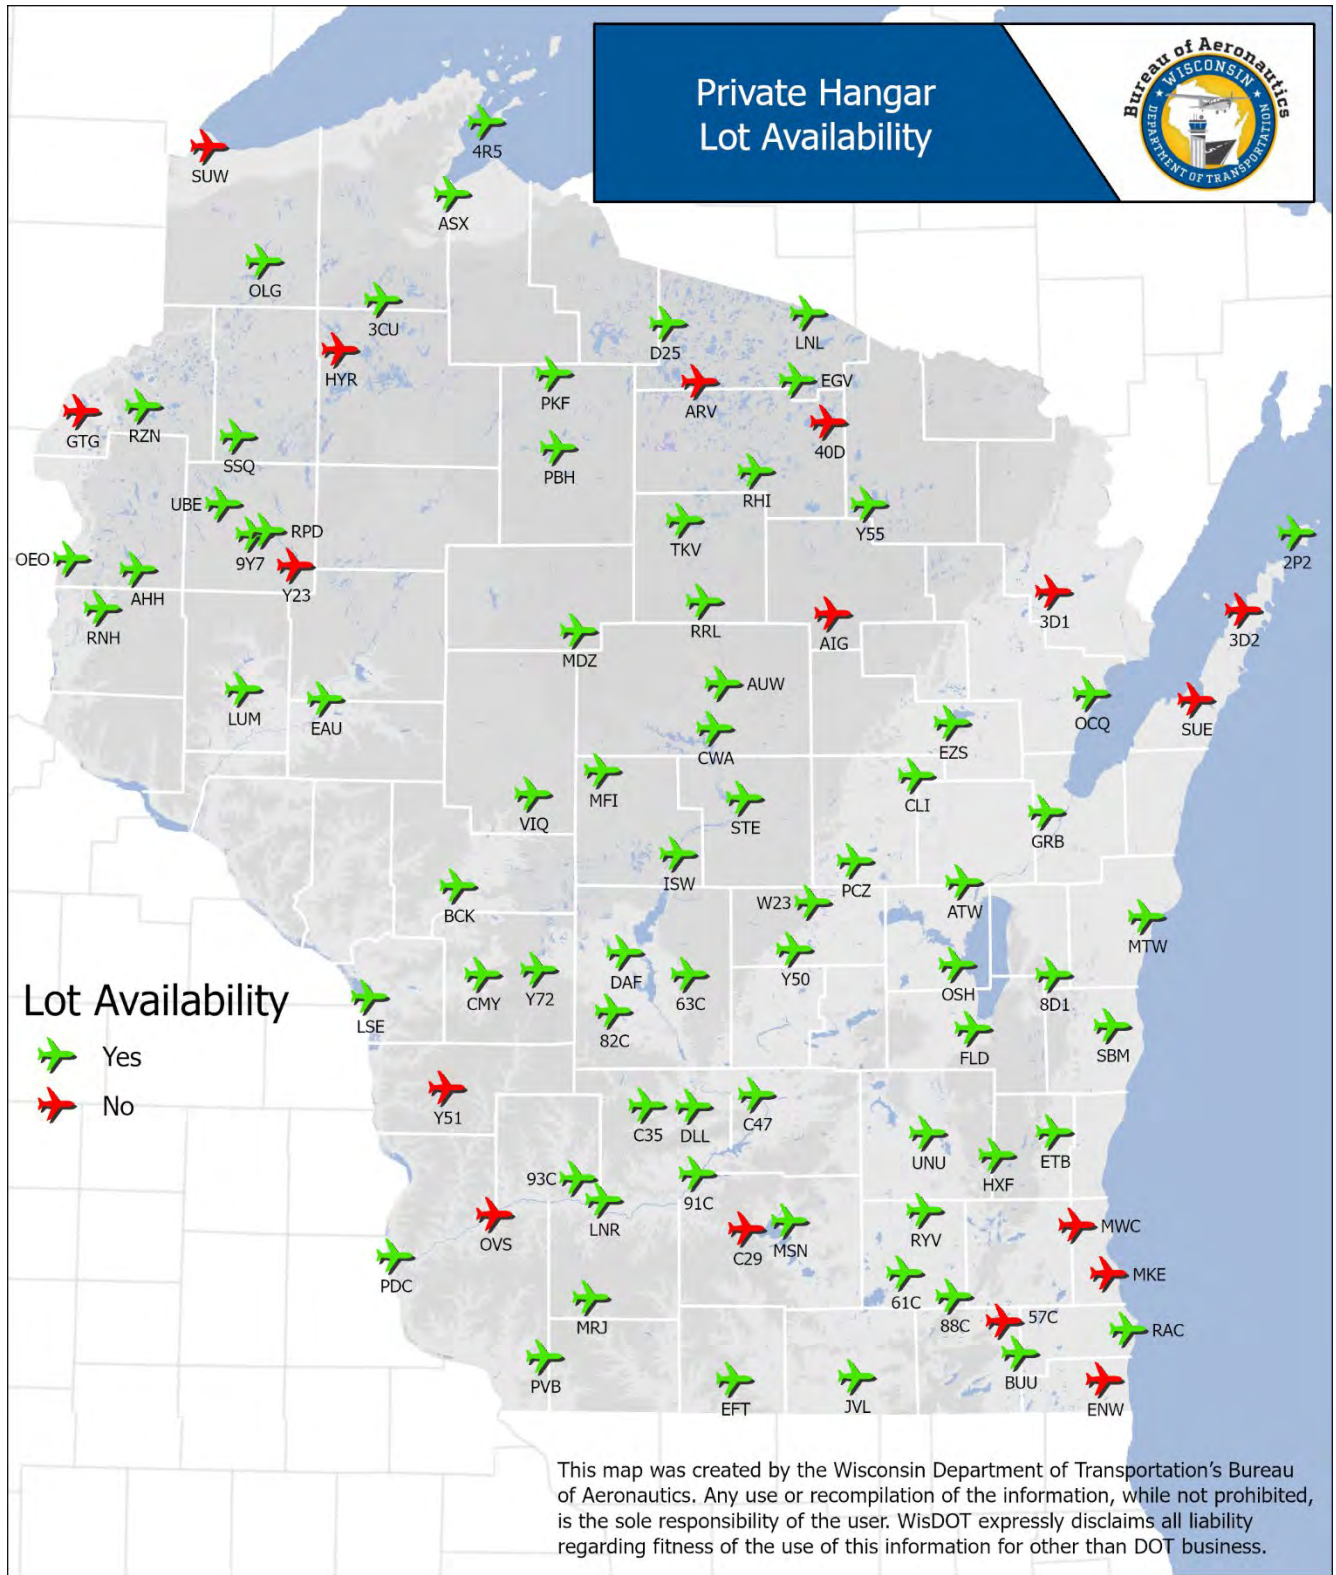 Private Hangar
Lot Availability
Bureau of Aeronautics
WISCONSIN
DEPARTMENT OF TRANSPORTATION
4R5
SUW
ASX
OLG
3CU
LNL
D25
HYR
EGV
PKF
ARV
RZN
GTG
40D
SSQ
PBH
RHI
UBE
RPD
Y55
TKV
2P2
OEO
9Y7
Y23
AHH
3D1
RNH
RRL
AIG
3D2
MDZ
AUW
LUM
EAU
OCQ
SUE
EZS
CWA
MFI
CLI
VIQ
STE
GRB
ISW
PCZ
BCK
W23
ATW
MTW
Y50
DAF
CMY
Y72
63C
OSH
8D1
Lot Availability
LSE
82C
FLD
SBM
Yes
No
Y51
C35
DLL
C47
UNU
ETB
HXF
93C
91C
LNR
OVS
C29
MSN
RYV
MWC
PDC
MKE
61C
MRJ
88C
57C
RAC
PVB
BUU
EFT
JVL
ENW
This map was created by the Wisconsin Department of Transportation's Bureau
of Aeronautics. Any use or recompilation of the information, while not prohibited,
is the sole responsibility of the user. WisDOT expressly disclaims all liability
regarding fitness of the use of this information for other than DOT business.